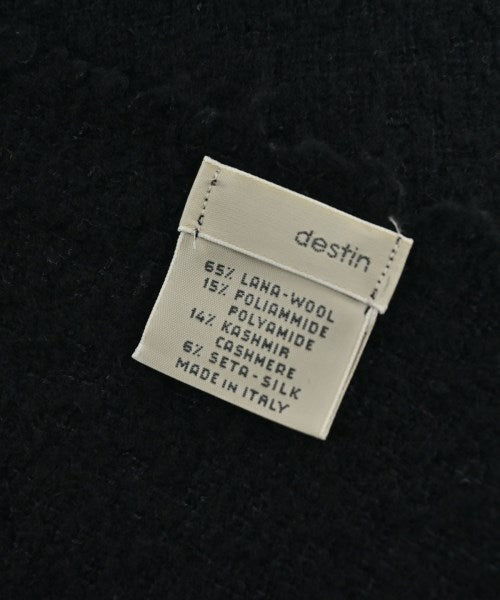 destin
65% LANA-WOOL
15% POLIAMMIDE
POLYAMIDE
14% KASHMIR
CASHMERE
6% SETA-SILK
MADE IN ITALY